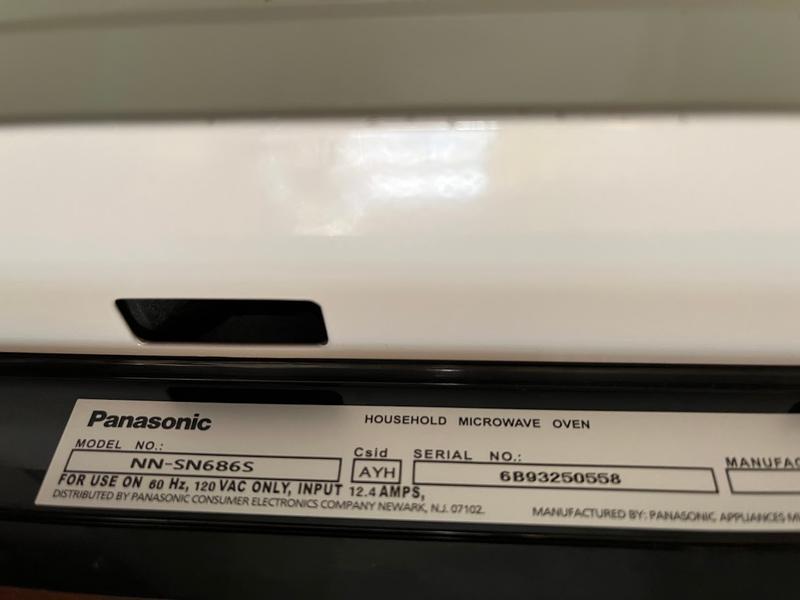 Panasonic HOUSEHOLD MICROWAVE OVEN
MODEL NO.: Csid SERIAL NO.:
NN-SN686S AYH 6B93250558
FOR USE ON 60 Hz, 120 VAC ONLY, INPUT 12.4 AMPS,
DISTRIBUTED BY PANASONIC CONSUMER ELECTRONICS COMPANY NEWARK, N.J. 07102.
MANUFAC
MANUFACTURED BY: PANASONIC APPLIANCES